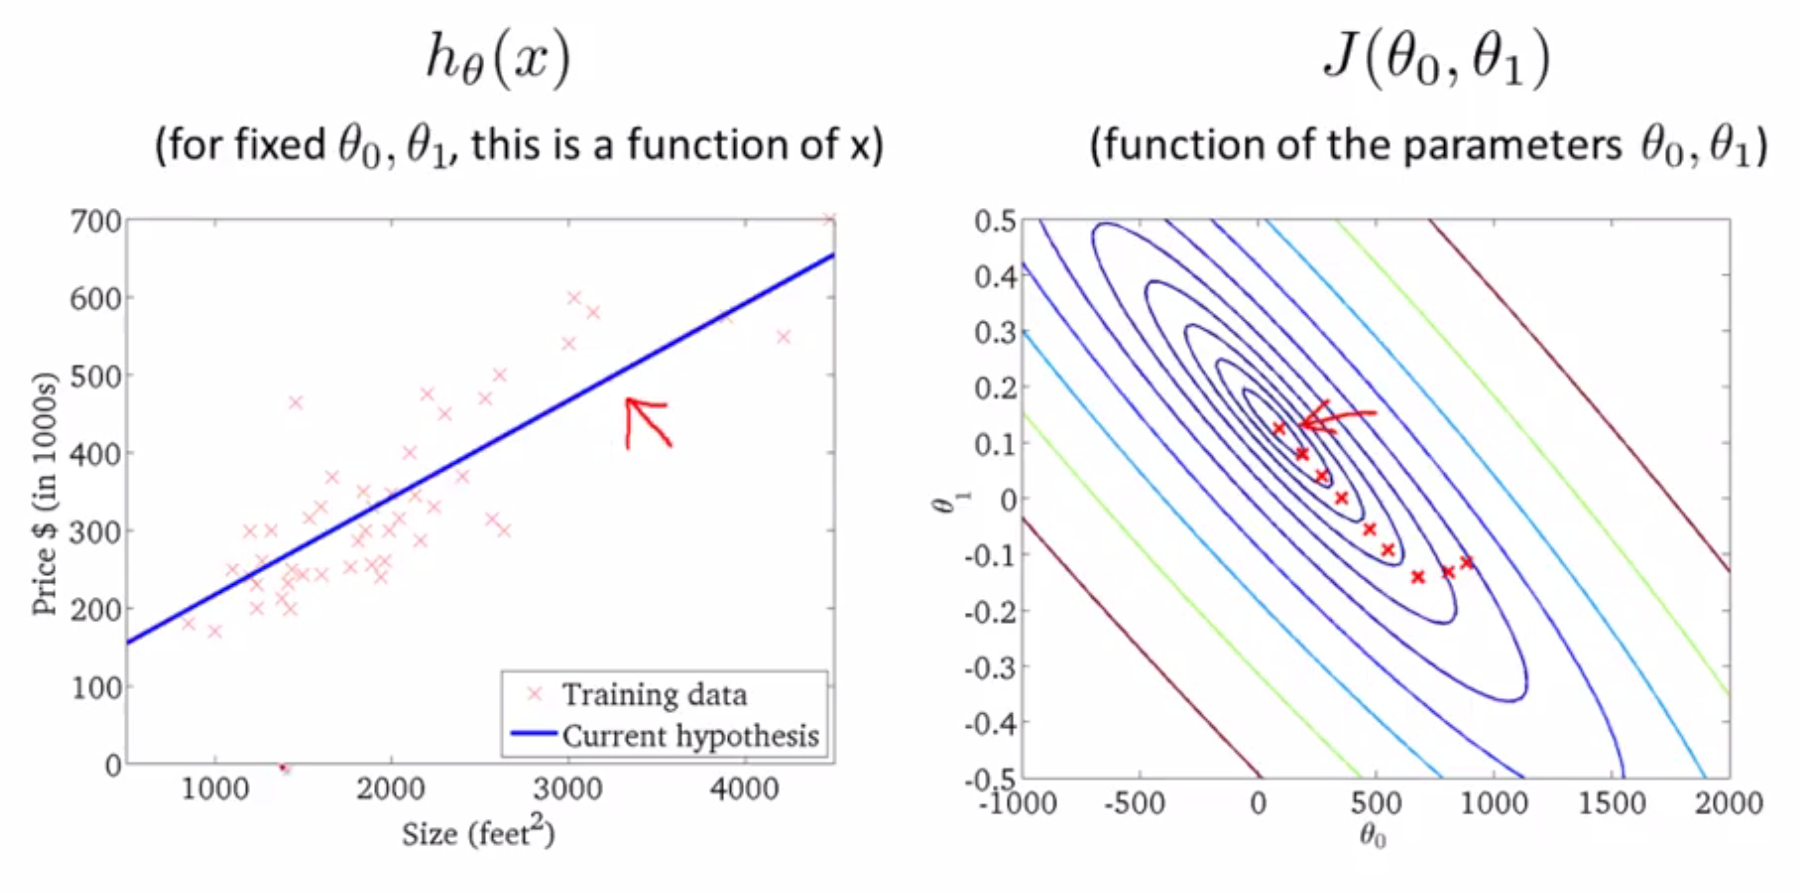 h_θ(x)
(for fixed θ₀, θ₁, this is a function of x)
700
600
500
400
300
200
100
0
1000 2000 3000 4000
Price $ (in 1000s)
Size (feet²)
Training data
Current hypothesis
J(θ₀, θ₁)
(function of the parameters θ₀, θ₁)
0.5
0.4
0.3
0.2
0.1
0
-0.1
-0.2
-0.3
-0.4
-0.5
-1000 -500 0 500 1000 1500 2000
θ₁
θ₀